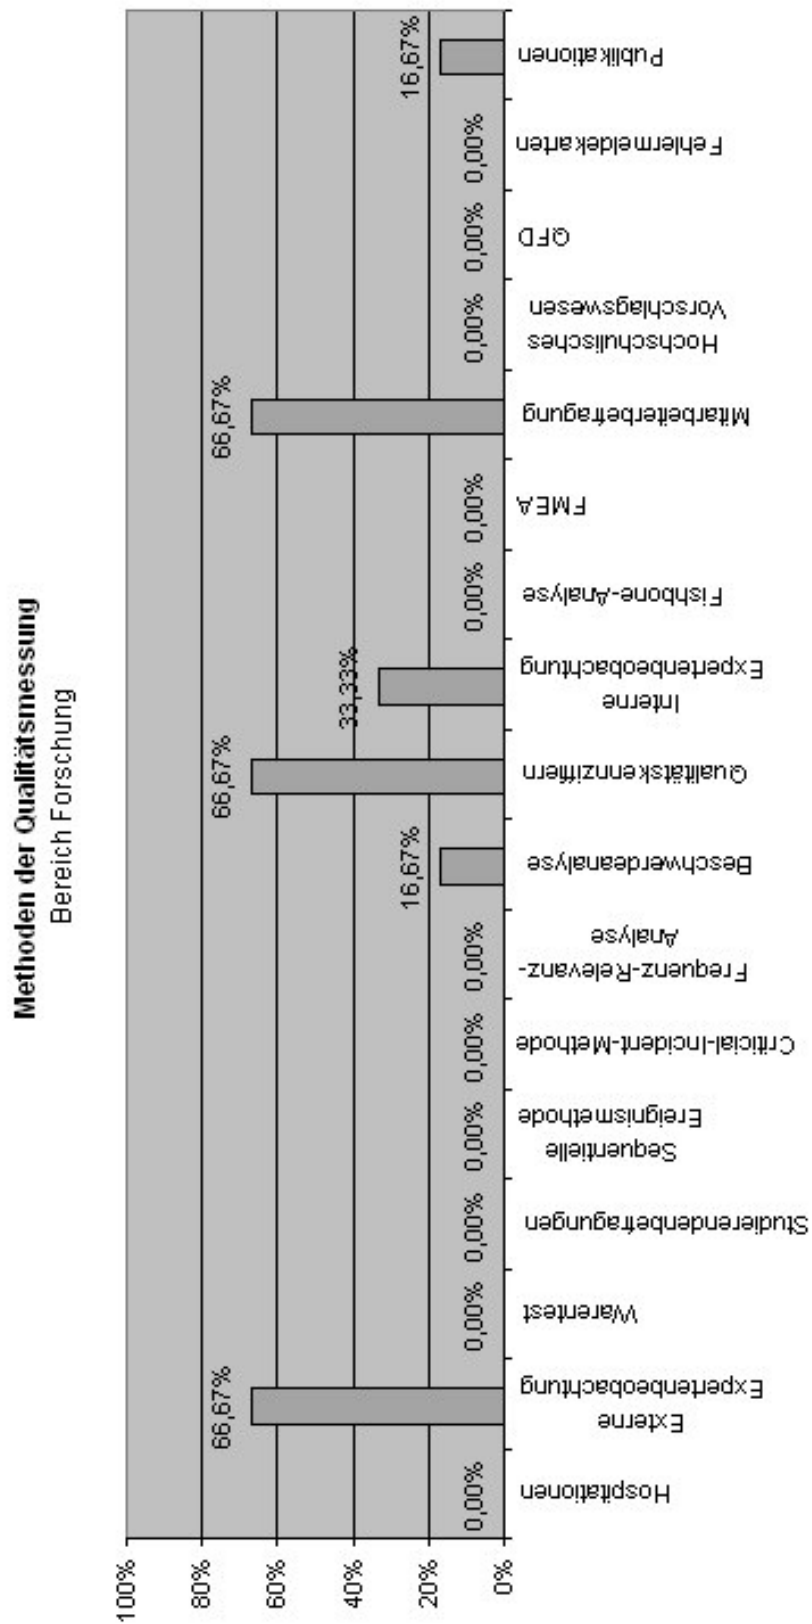 Methoden der Qualitätsmessung
Bereich Forschung
100%
80%
60%
40%
20%
0%
0,00%
66,67%
0,00%
0,00%
0,00%
0,00%
0,00%
16,67%
66,67%
33,33%
0,00%
0,00%
66,67%
0,00%
0,00%
0,00%
16,67%
Hospitationen
Externe
Expertenbeobachtung
Warentest
Studierendenbefragungen
Sequentielle
Ereignismethode
Criticial-Incident-Methode
Frequenz-Relevanz-
Analyse
Beschwerdeanalyse
Qualitätskennziffern
Interne
Expertenbeobachtung
Fishbone-Analyse
FMEA
Mitarbeiterbefragung
Hochschulisches
Vorschlagswesen
QFD
Fehlermeldekarten
Publikationen